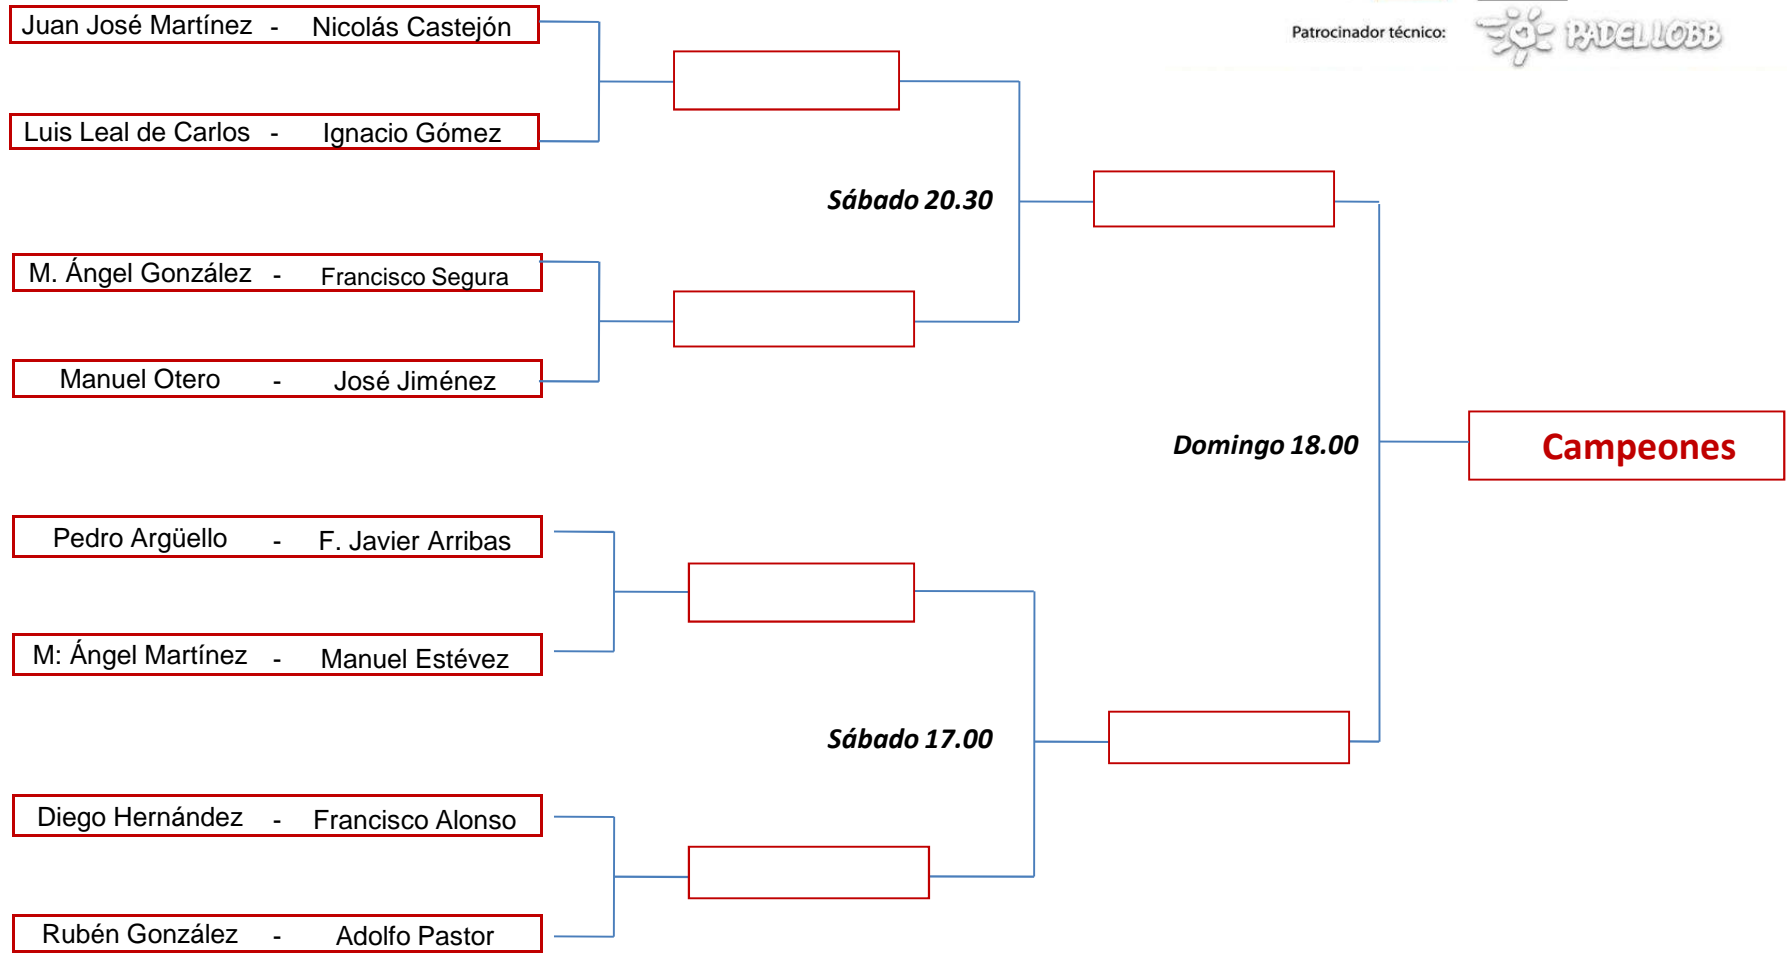 Juan José Martínez - Nicolás Castejón
Patrocinador técnico: PADEL LOBB
Luis Leal de Carlos - Ignacio Gómez
Sábado 20.30
M. Ángel González - Francisco Segura
Manuel Otero - José Jiménez
Domingo 18.00
Campeones
Pedro Argüello - F. Javier Arribas
M: Ángel Martínez - Manuel Estévez
Sábado 17.00
Diego Hernández - Francisco Alonso
Rubén González - Adolfo Pastor